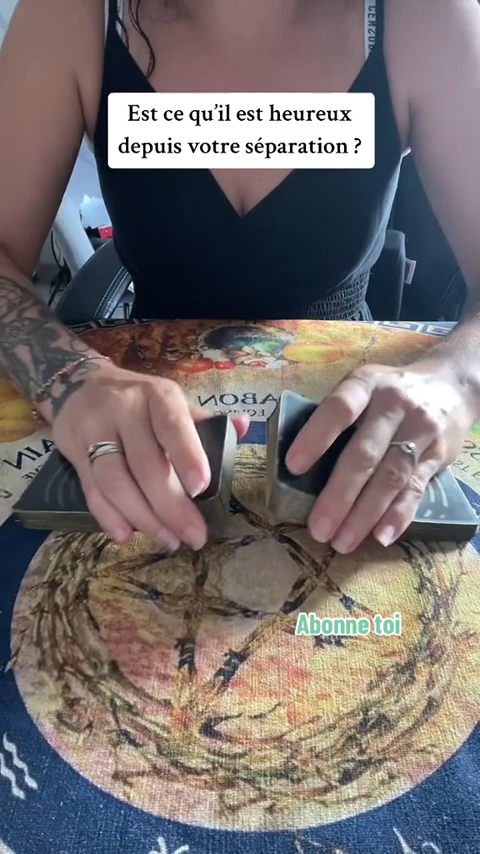 Est ce qu’il est heureux
depuis votre séparation ?
Abonne toi